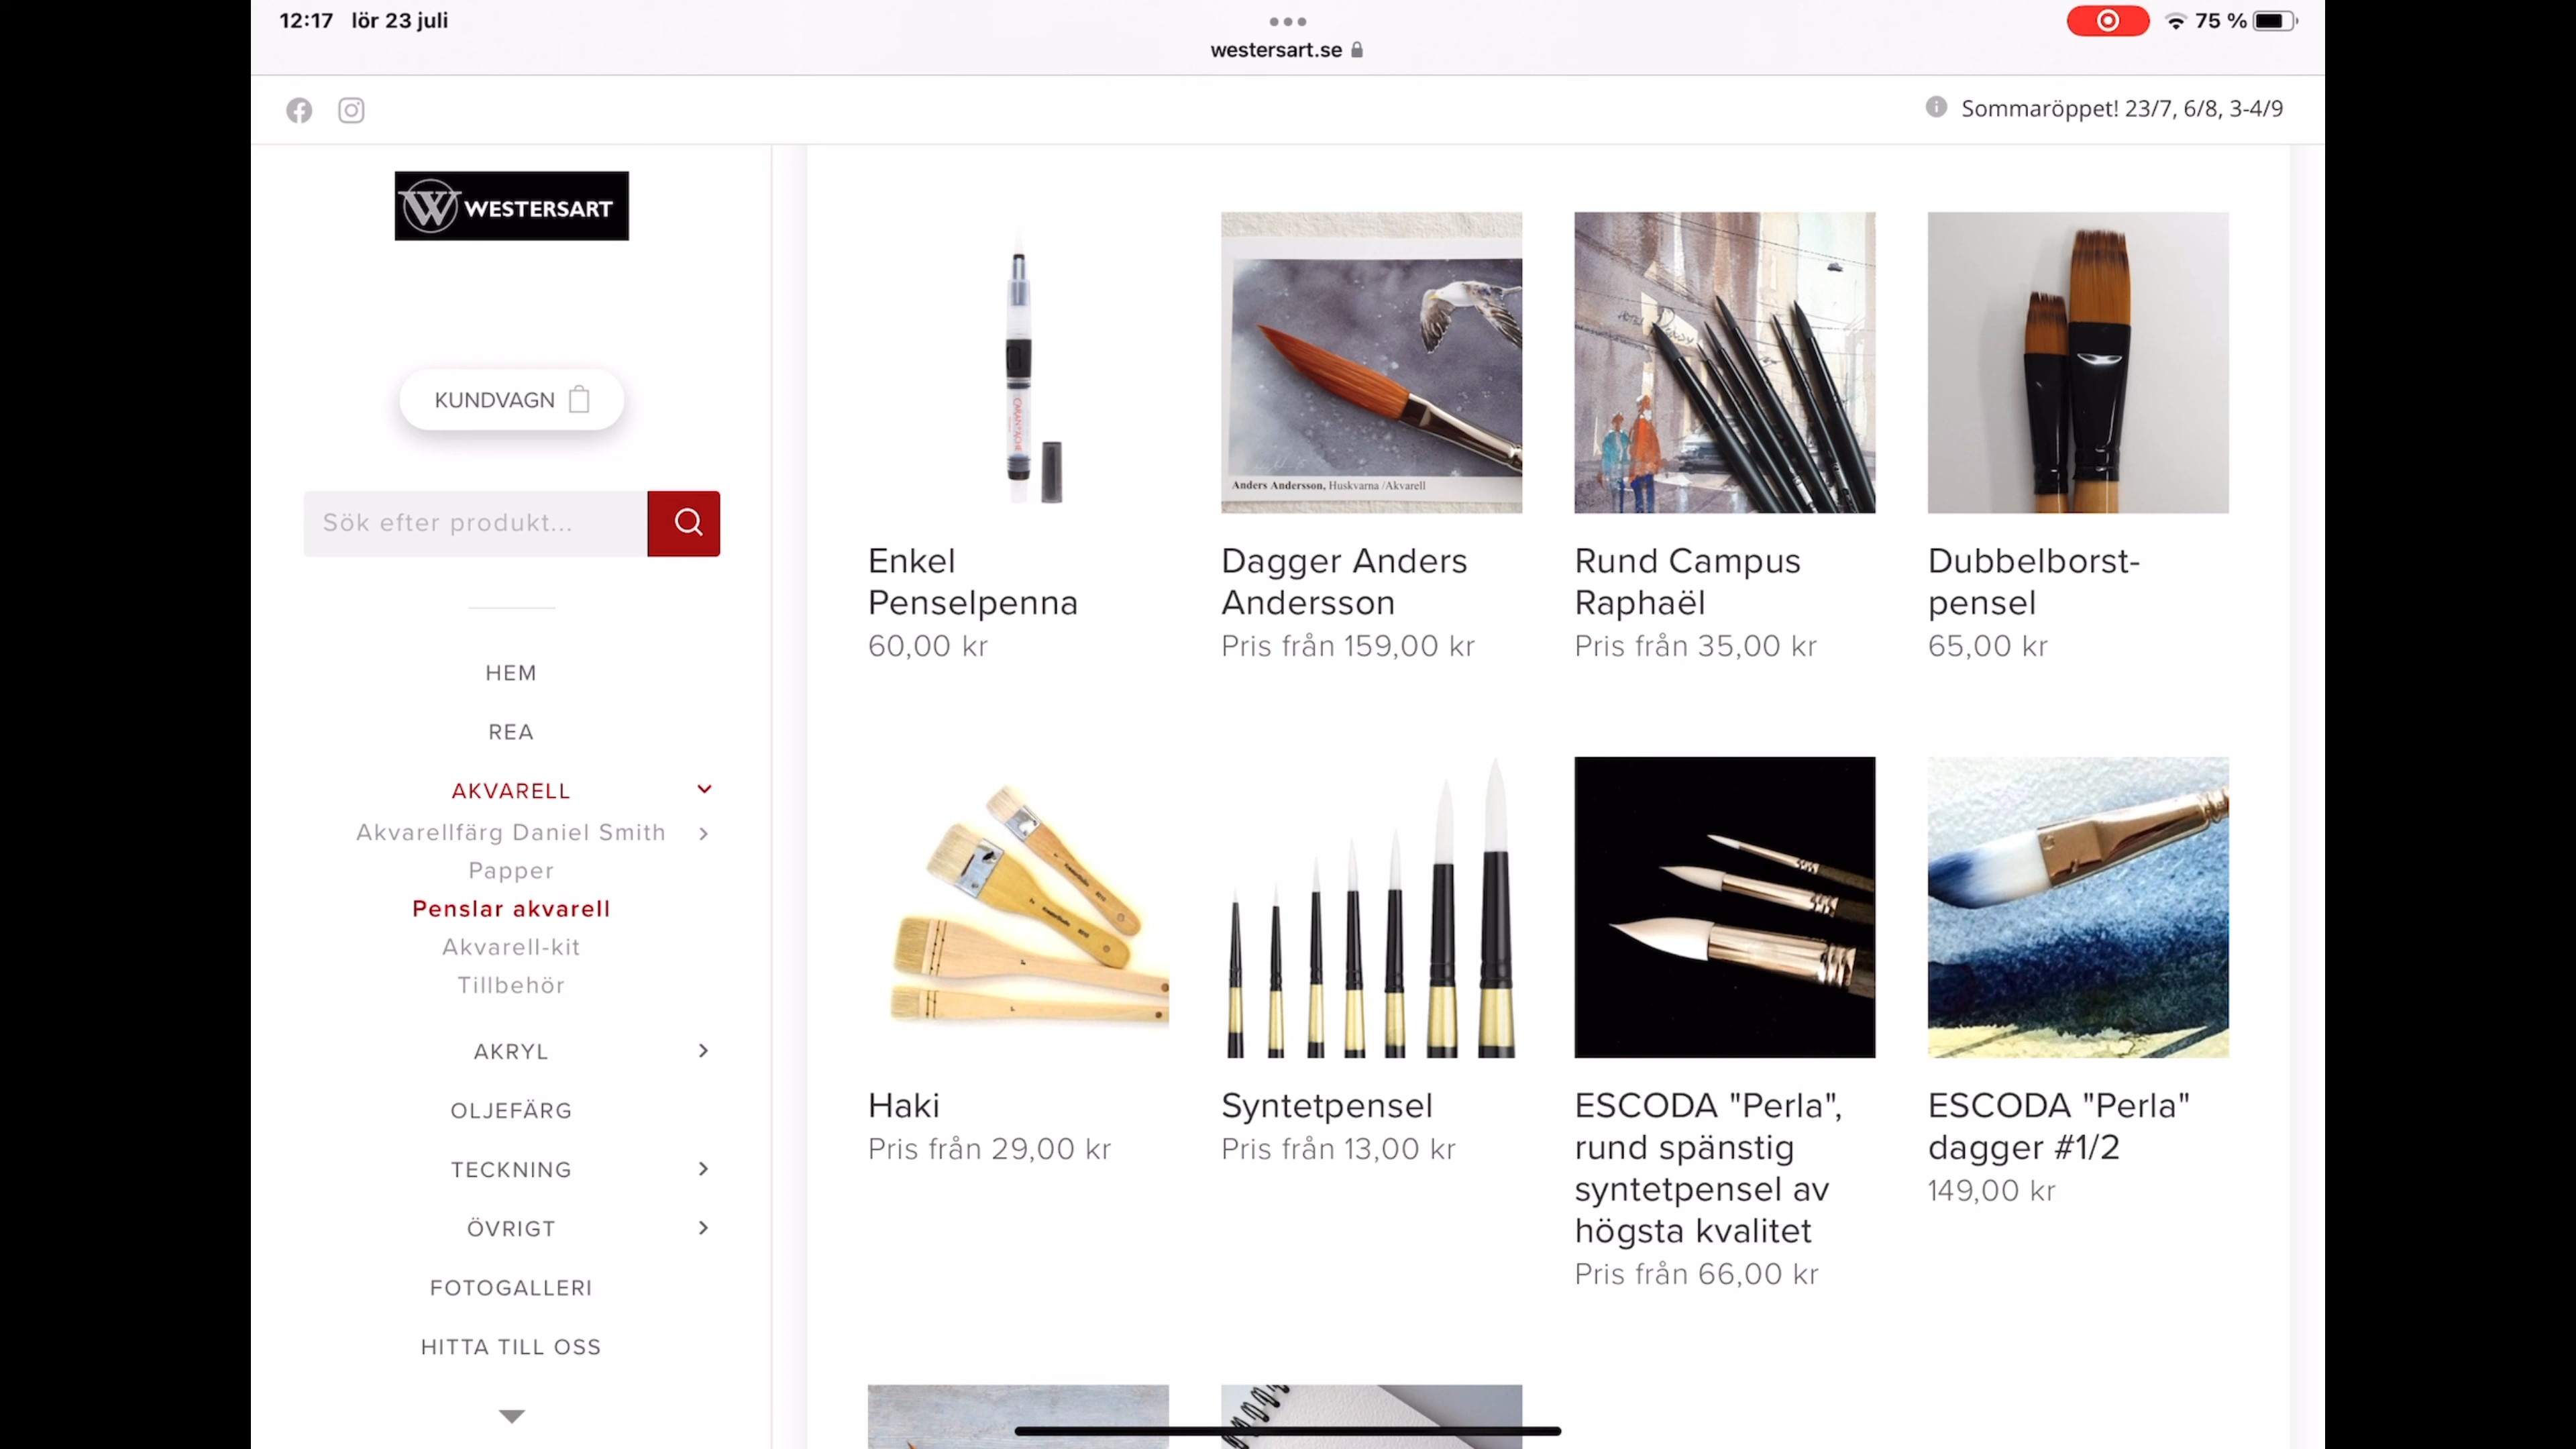 12:17 lör 23 juli
westersart.se
75 %
Sommaröppet! 23/7, 6/8, 3-4/9
W WESTERSART
KUNDVAGN
Sök efter produkt...
HEM
REA
AKVARELL
Akvarellfärg Daniel Smith
Papper
Penslar akvarell
Akvarell-kit
Tillbehör
AKRYL
OLJEFÄRG
TECKNING
ÖVRIGT
FOTOGALLERI
HITTA TILL OSS
CARAN D'ACHE
Anders Andersson, Huskvarna /Akvarell
Enkel
Penselpenna
60,00 kr
Dagger Anders
Andersson
Pris från 159,00 kr
Rund Campus
Raphaël
Pris från 35,00 kr
Dubbelborst-
pensel
65,00 kr
Haki
Pris från 29,00 kr
Syntetpensel
Pris från 13,00 kr
ESCODA "Perla",
rund spänstig
syntetpensel av
högsta kvalitet
Pris från 66,00 kr
ESCODA "Perla"
dagger #1/2
149,00 kr